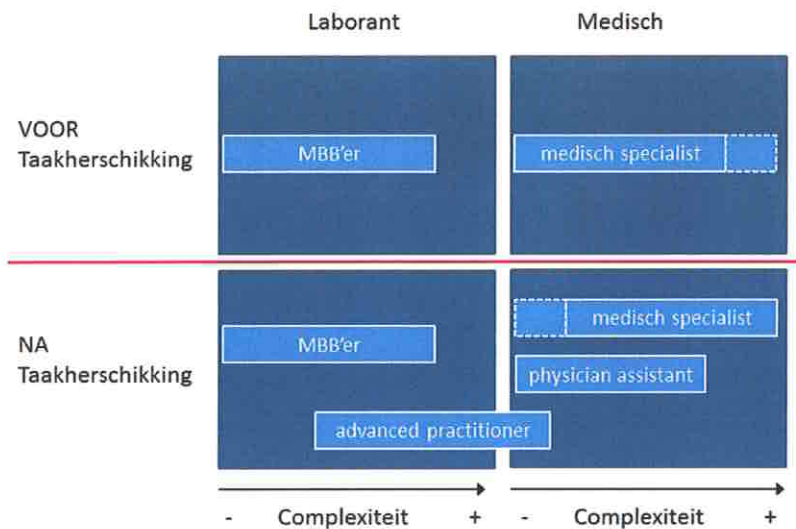 Laborant Medisch
VOOR
Taakherschikking
MBB'er medisch specialist
NA
Taakherschikking
medisch specialist
MBB'er
physician assistant
advanced practitioner
- Complexiteit + - Complexiteit +